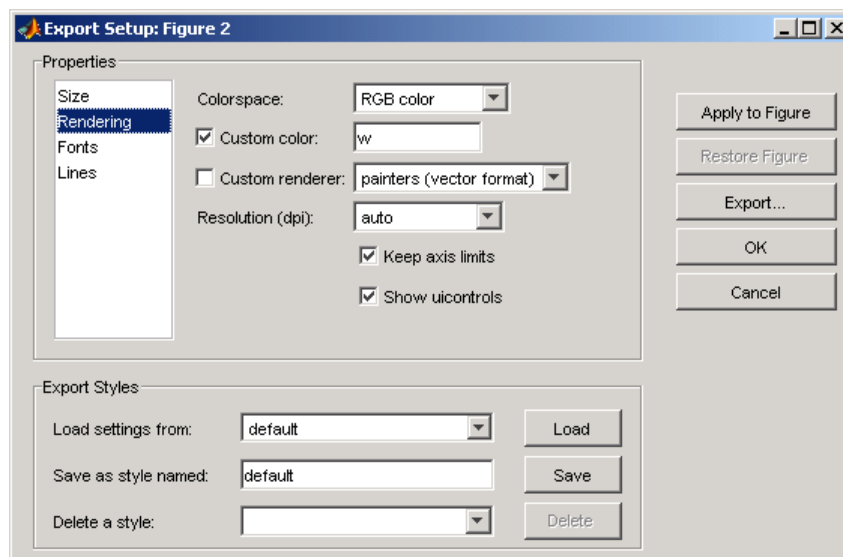 Export Setup: Figure 2
Properties
Size
Rendering
Fonts
Lines
Colorspace: RGB color
Custom color: w
Custom renderer: painters (vector format)
Resolution (dpi): auto
Keep axis limits
Show uicontrols
Apply to Figure
Restore Figure
Export...
OK
Cancel
Export Styles
Load settings from: default Load
Save as style named: default Save
Delete a style: Delete